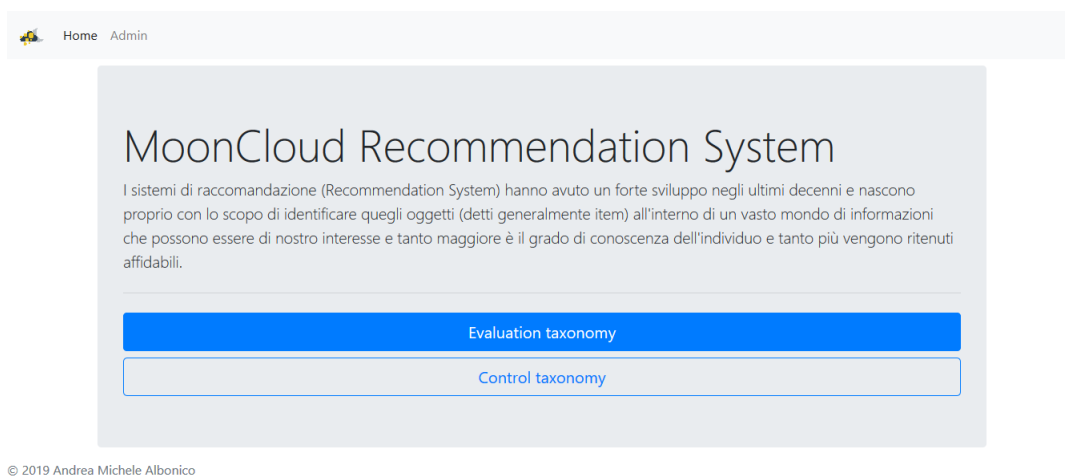 Home Admin
MoonCloud Recommendation System
I sistemi di raccomandazione (Recommendation System) hanno avuto un forte sviluppo negli ultimi decenni e nascono
proprio con lo scopo di identificare quegli oggetti (detti generalmente item) all'interno di un vasto mondo di informazioni
che possono essere di nostro interesse e tanto maggiore è il grado di conoscenza dell'individuo e tanto più vengono ritenuti
affidabili.
Evaluation taxonomy
Control taxonomy
© 2019 Andrea Michele Albonico